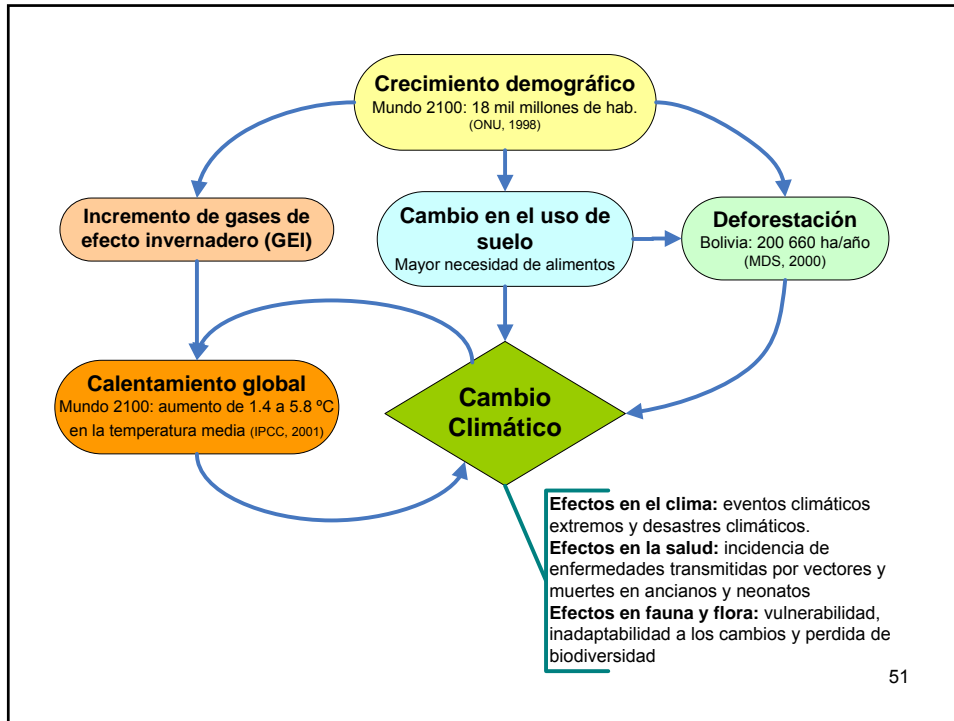 Crecimiento demográfico
Mundo 2100: 18 mil millones de hab.
(ONU, 1998)
Incremento de gases de
efecto invernadero (GEI)
Cambio en el uso de
suelo
Mayor necesidad de alimentos
Deforestación
Bolivia: 200 660 ha/año
(MDS, 2000)
Calentamiento global
Mundo 2100: aumento de 1.4 a 5.8 ºC
en la temperatura media (IPCC, 2001)
Cambio
Climático
Efectos en el clima: eventos climáticos
extremos y desastres climáticos.
Efectos en la salud: incidencia de
enfermedades transmitidas por vectores y
muertes en ancianos y neonatos
Efectos en fauna y flora: vulnerabilidad,
inadaptabilidad a los cambios y perdida de
biodiversidad
51